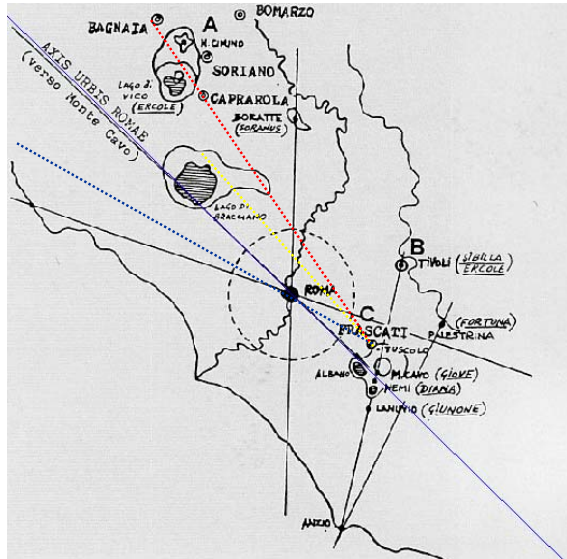 A
BOMARZO
BAGNAIA
M. CIMINO
SORIANO
LAGO DI
VICO
(ERCOLE)
CAPRAROLA
SORATTE
(SORANUS)
AXIS URBIS ROMAE
(verso Monte Cavo)
LAGO DI
BRACCIANO
B
TIVOLI (SIBILLA
ERCOLE)
ROMA
C
FRASCATI
TUSCOLO
(FORTUNA)
PALESTRINA
ALBANO
M.CAVO (GIOVE)
NEMI (DIANA)
LANUVIO (GIUNONE)
ANZIO